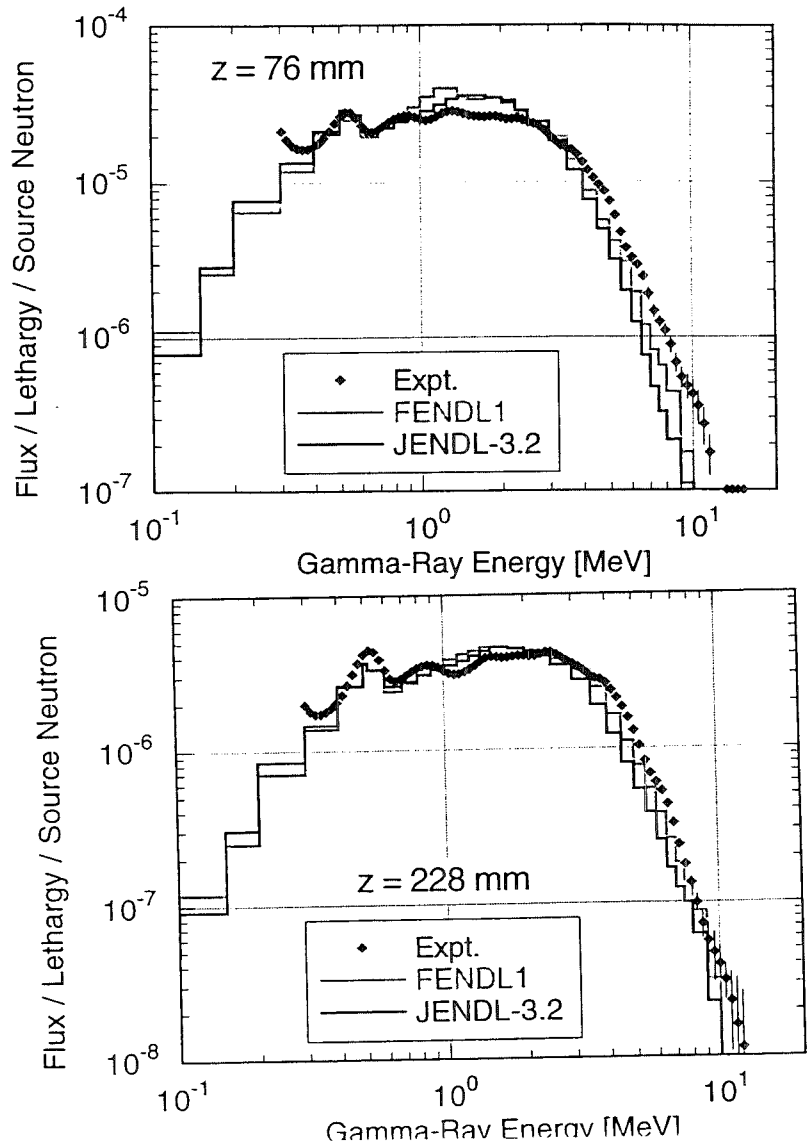 10⁻⁴
z = 76 mm
10⁻⁵
10⁻⁶
10⁻⁷
Flux / Lethargy / Source Neutron
Expt.
FENDL1
JENDL-3.2
10⁻¹ 10⁰ 10¹
Gamma-Ray Energy [MeV]
10⁻⁵
10⁻⁶
10⁻⁷
10⁻⁸
Flux / Lethargy / Source Neutron
z = 228 mm
Expt.
FENDL1
JENDL-3.2
10⁻¹ 10⁰ 10¹
Gamma-Ray Energy [MeV]